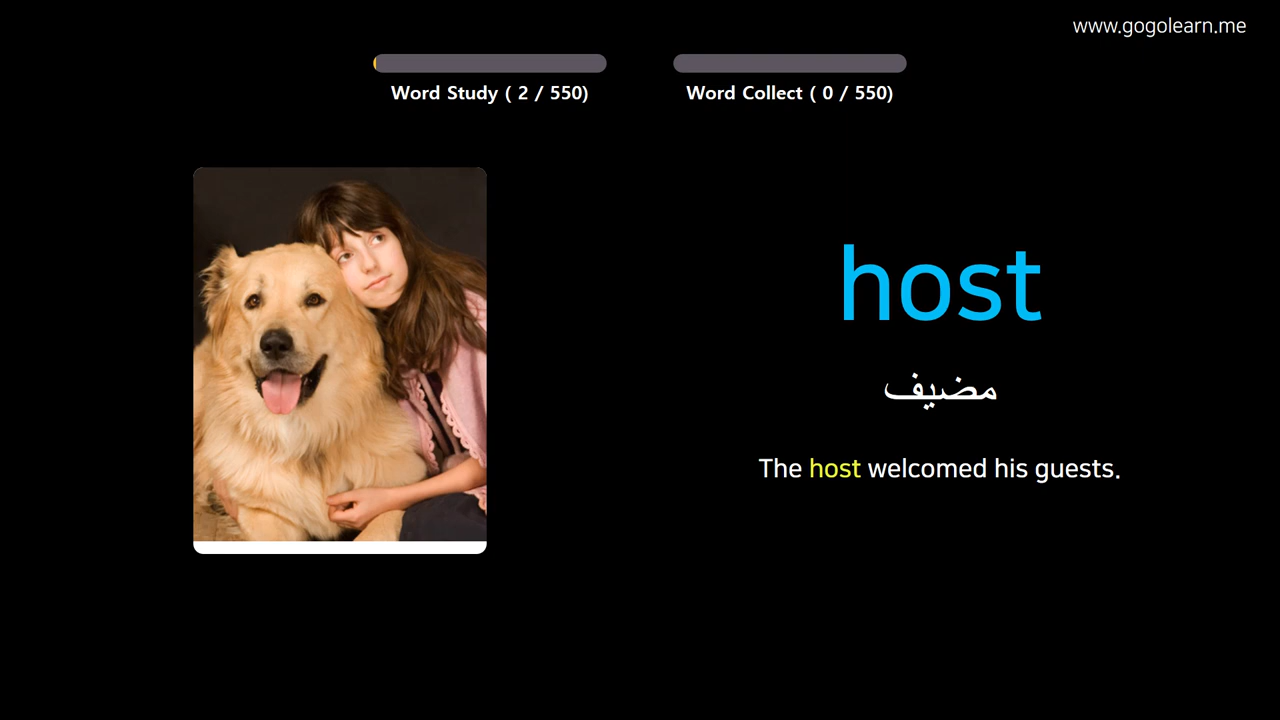 www.gogolearn.me
Word Study ( 2 / 550)
Word Collect ( 0 / 550)
host
مضيف
The host welcomed his guests.